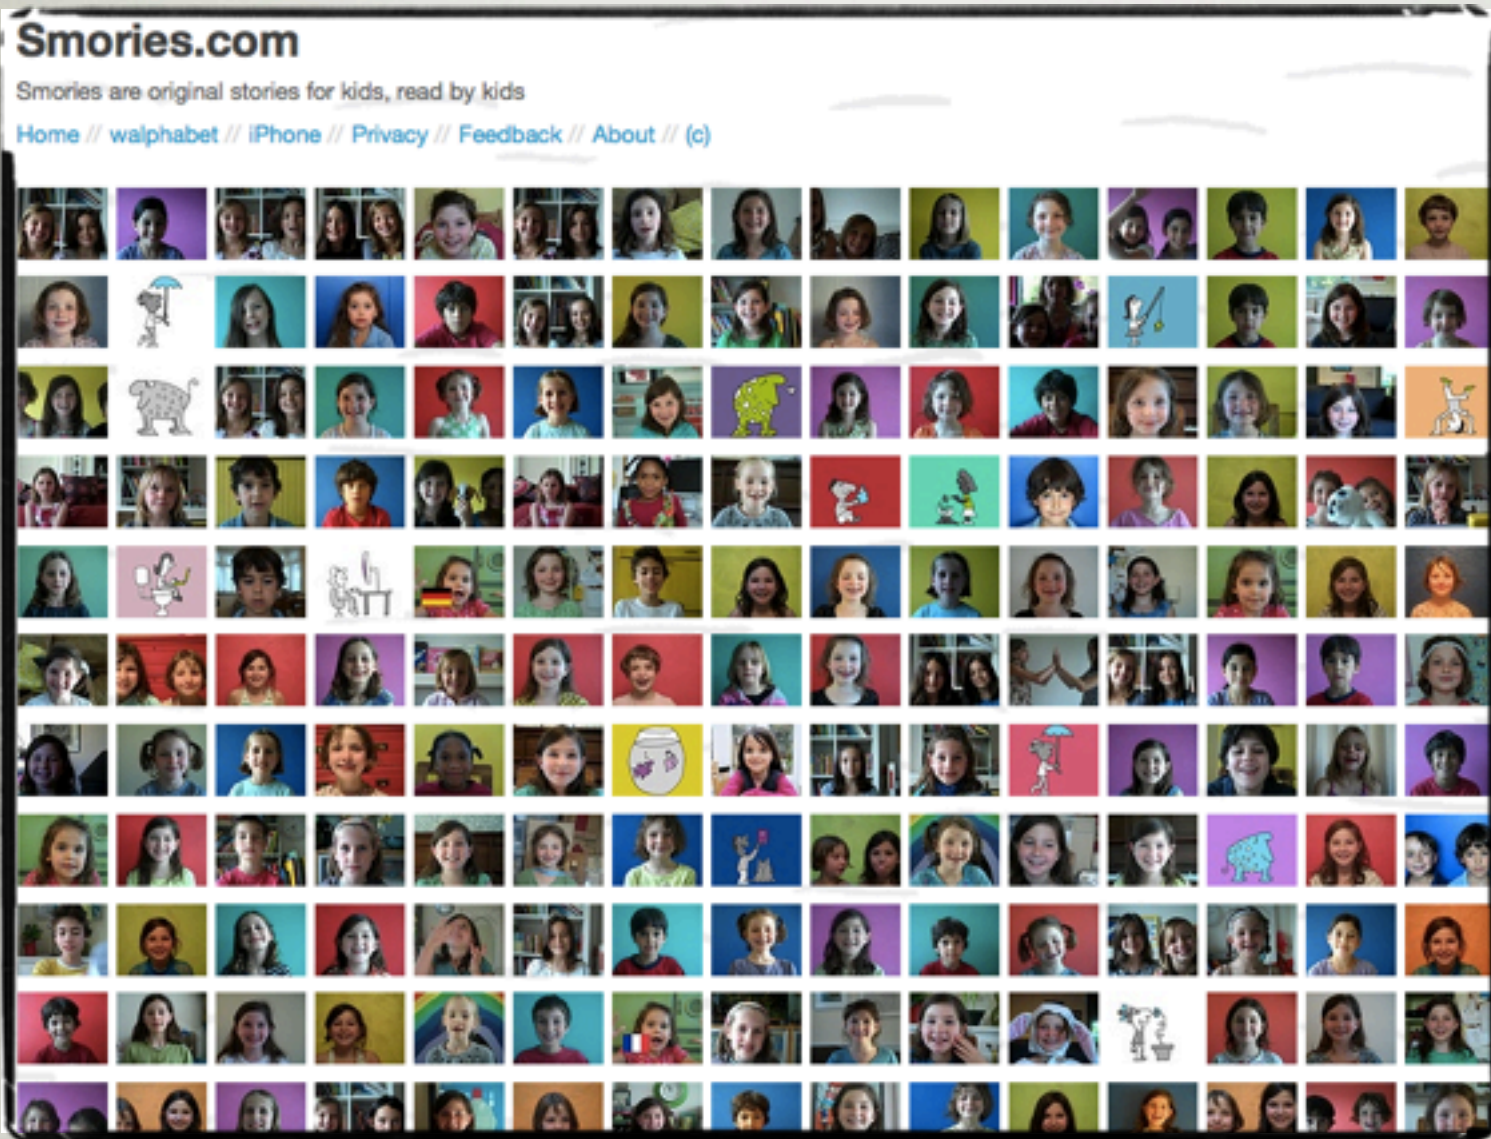 Smories.com
Smories are original stories for kids, read by kids
Home // walphabet // iPhone // Privacy // Feedback // About // (c)